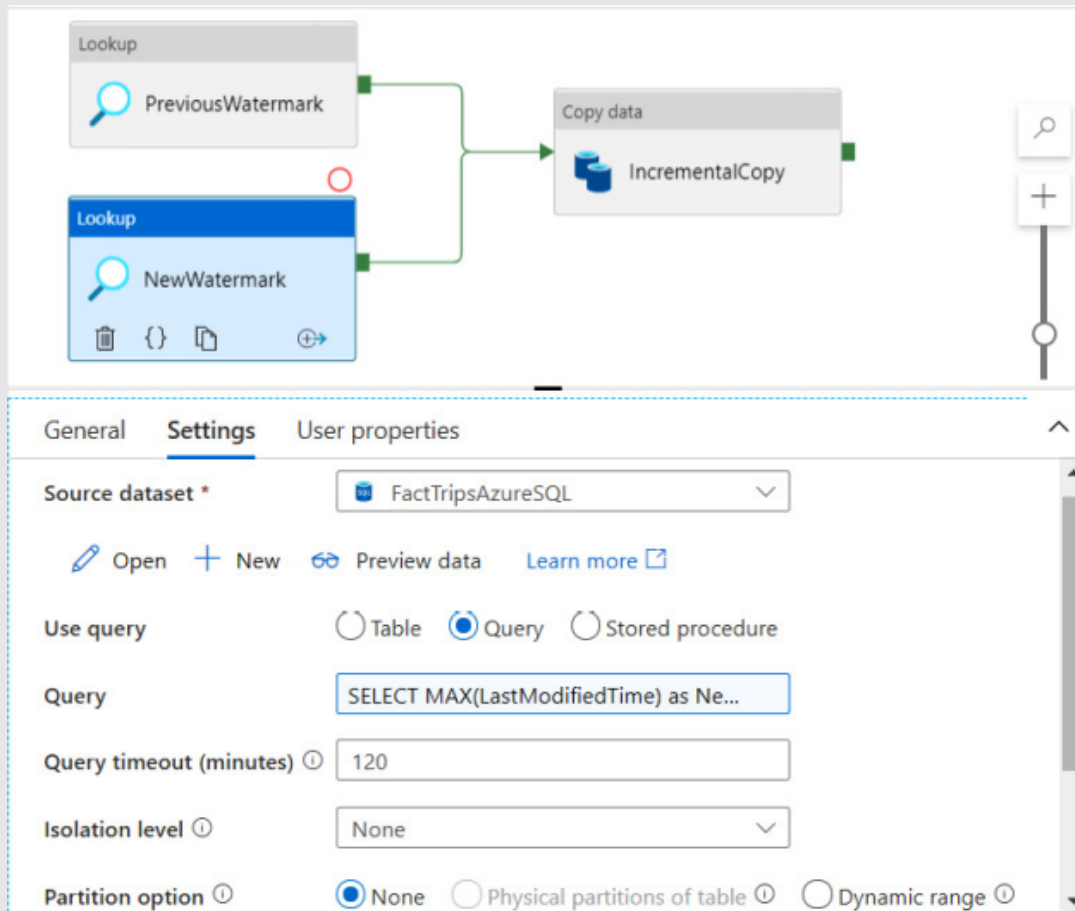 Lookup
PreviousWatermark
Copy data
IncrementalCopy
Lookup
NewWatermark
General Settings User properties
Source dataset * SQL FactTripsAzureSQL
Open New Preview data Learn more
Use query Table Query Stored procedure
Query SELECT MAX(LastModifiedTime) as Ne...
Query timeout (minutes) 120
Isolation level None
Partition option None Physical partitions of table Dynamic range